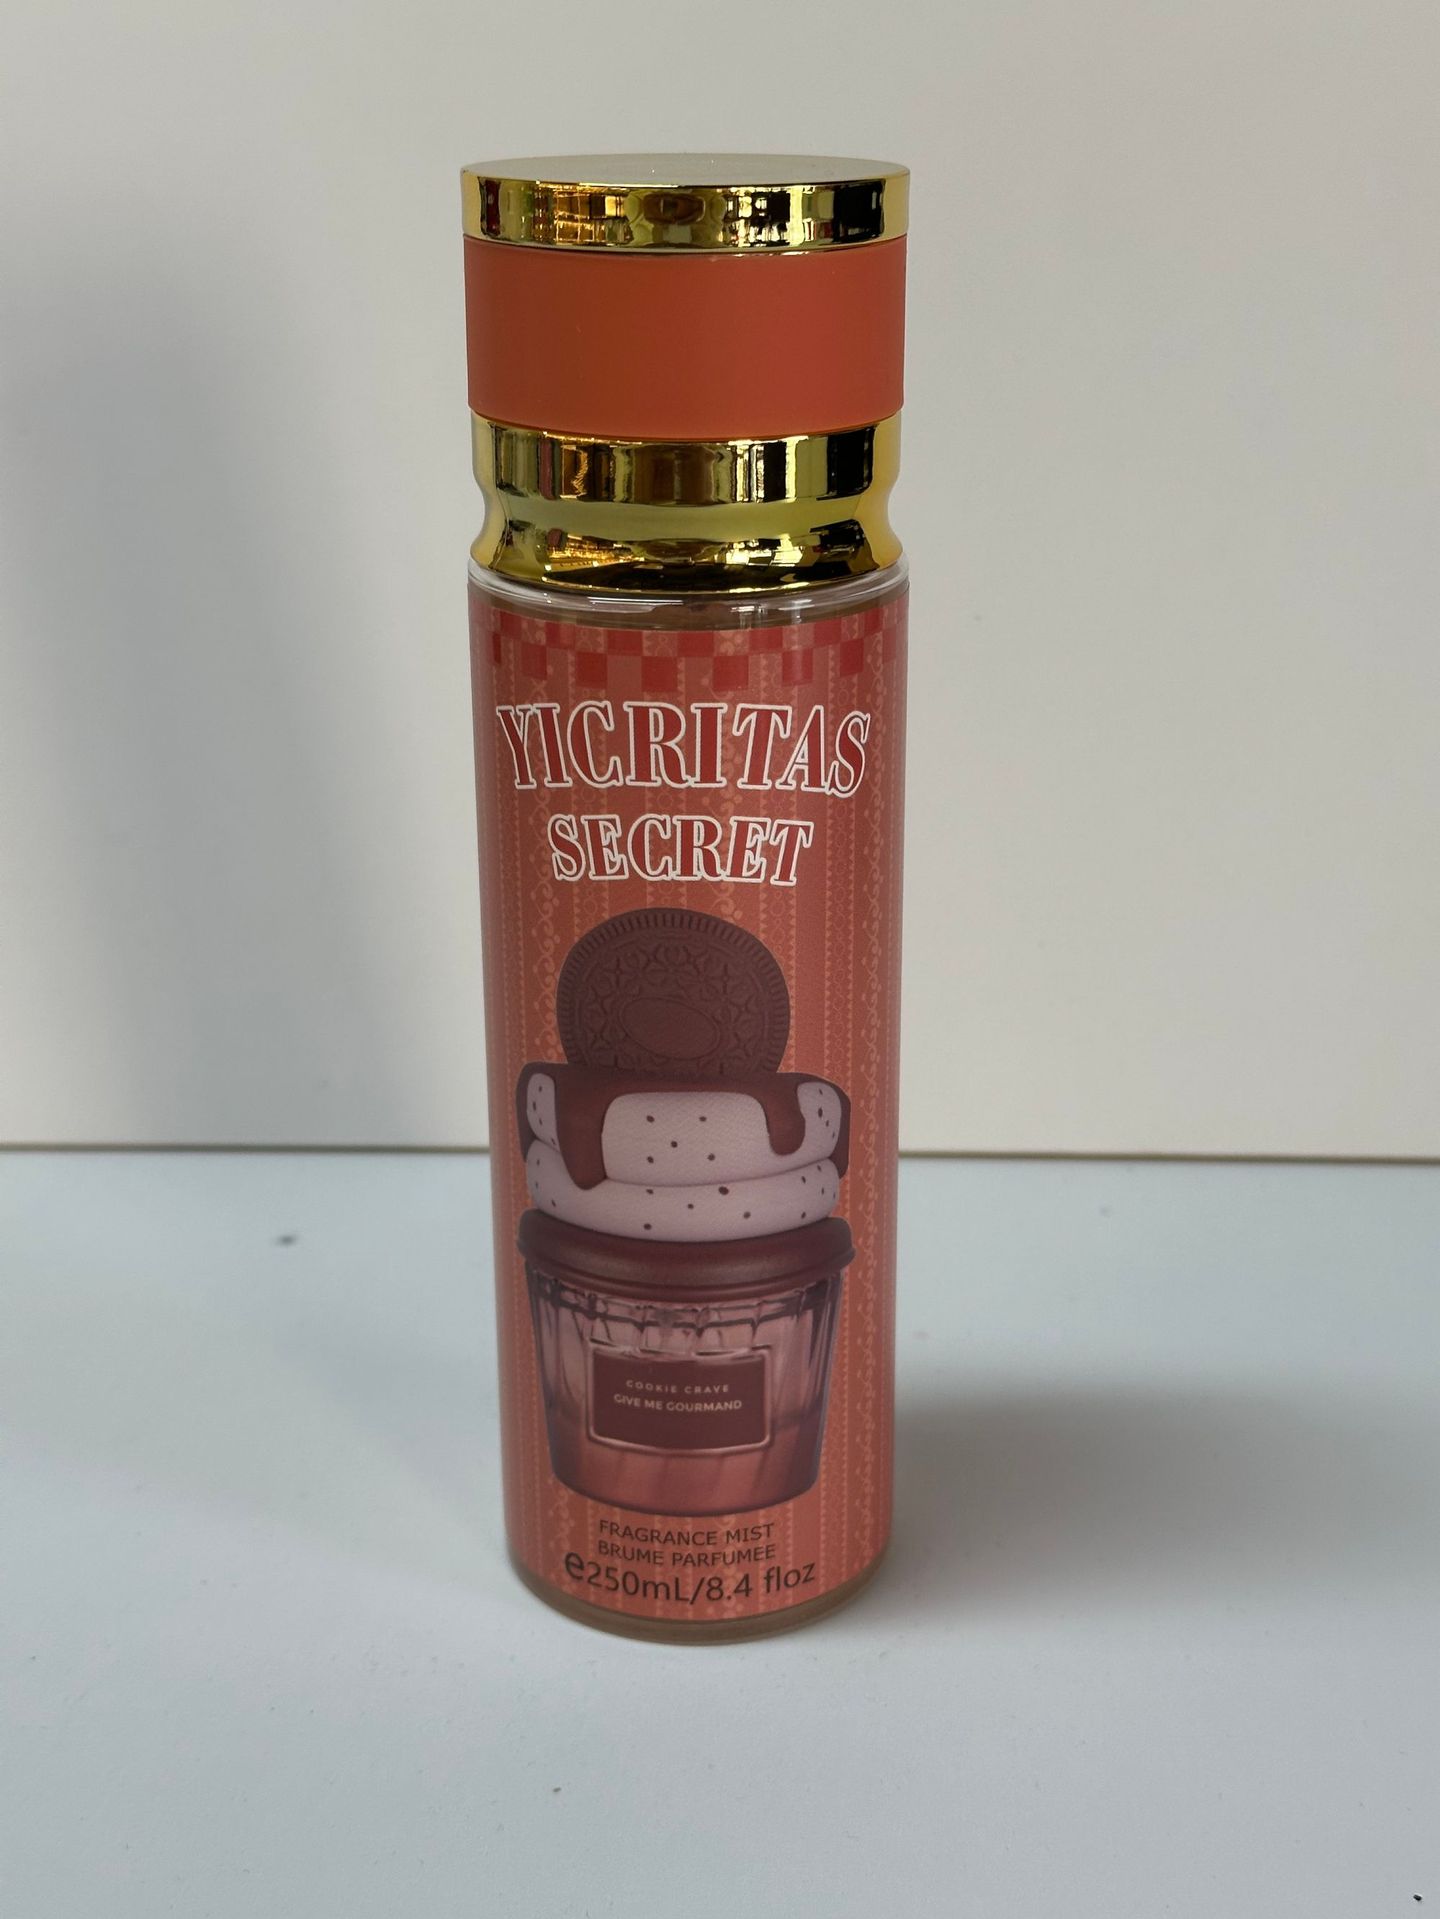 YICRITAS
SECRET
COOKIE CRAVE
GIVE ME GOURMAND
FRAGRANCE MIST
BRUME PARFUMEE
e250mL/8.4 floz